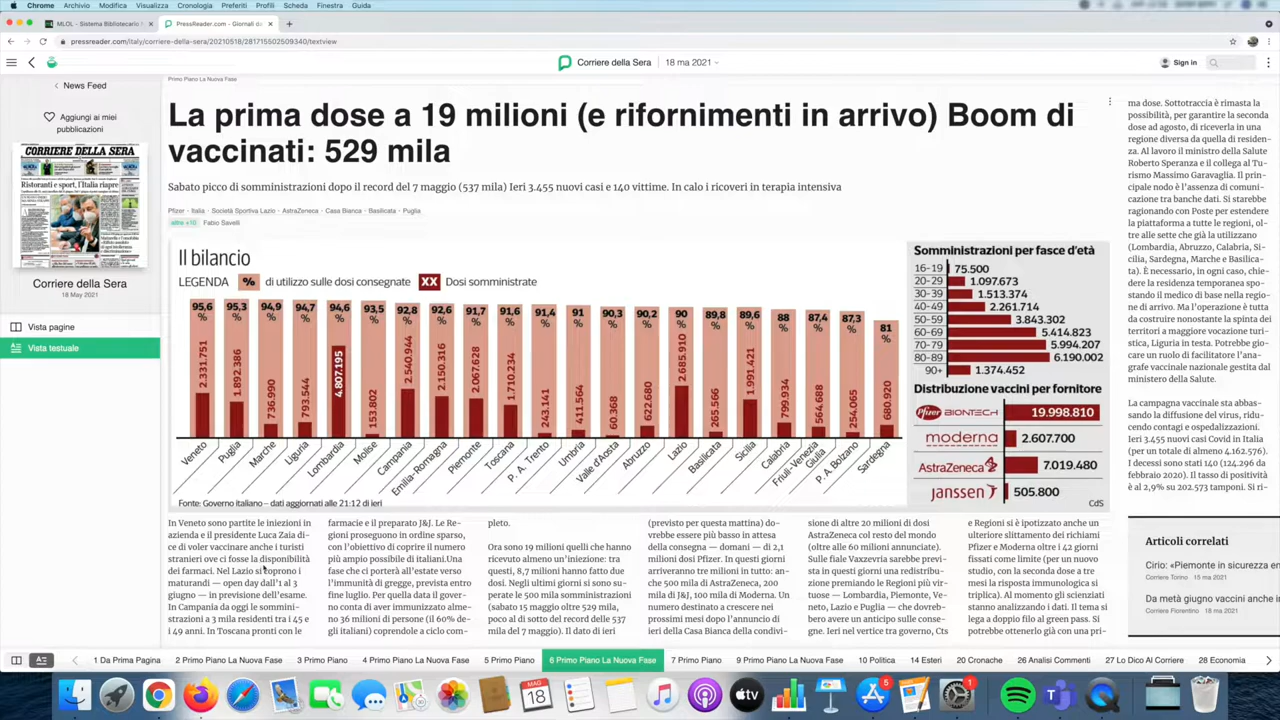 Chrome Archivio Modifica Visualizza Cronologia Preferiti Profili Scheda Finestra Guida
MLOL - Sistema Bibliotecario
PressReader.com - Giornali da
pressreader.com/italy/corriere-della-sera/20210518/281715502509340/textview
Corriere della Sera 18 ma 2021
Sign in
News Feed
Aggiungi ai miei
pubblicazioni
CORRIERE DELLA SERA
Ristoranti e sport, l'Italia riapre
Corriere della Sera
18 May 2021
Vista pagine
Vista testuale
Primo Piano La Nuova Fase
La prima dose a 19 milioni (e rifornimenti in arrivo) Boom di
vaccinati: 529 mila
Sabato picco di somministrazioni dopo il record del 7 maggio (537 mila) Ieri 3.455 nuovi casi e 140 vittime. In calo i ricoveri in terapia intensiva
Pfizer · Italia · Società Sportiva Lazio · AstraZeneca · Casa Bianca · Basilicata · Puglia
altre +10 Fabio Savelli
Il bilancio
LEGENDA % di utilizzo sulle dosi consegnate XX Dosi somministrate
95,6 % 95,3 % 94,9 % 94,7 % 94,6 % 93,5 % 92,8 % 92,6 % 91,7 % 91,6 % 91,4 % 91 % 90,3 % 90,2 % 90 % 89,8 % 89,6 % 88 % 87,4 % 87,3 % 81 %
2.331.751 1.892.386 736.990 793.544 4.807.195 153.802 2.540.944 2.150.316 2.067.628 1.710.234 243.141 411.564 60.368 622.680 2.685.910 265.566 1.991.421 799.934 564.688 254.065 680.920
Veneto Puglia Marche Liguria Lombardia Molise Campania Emilia-Romagna Piemonte Toscana P. A. Trento Umbria Valle d'Aosta Abruzzo Lazio Basilicata Sicilia Calabria Friuli-Venezia Giulia P. A. Bolzano Sardegna
Fonte: Governo italiano – dati aggiornati alle 21:12 di ieri
Somministrazioni per fasce d'età
16-19 75.500
20-29 1.097.673
30-39 1.513.374
40-49 2.261.714
50-59 3.843.302
60-69 5.414.823
70-79 5.994.207
80-89 6.190.002
90+ 1.374.452
Distribuzione vaccini per fornitore
Pfizer BIONTECH 19.998.810
moderna 2.607.700
AstraZeneca 7.019.480
janssen 505.800
CdS
In Veneto sono partite le iniezioni in
azienda e il presidente Luca Zaia di-
ce di voler vaccinare anche i turisti
stranieri ove ci fosse la disponibilità
dei farmaci. Nel Lazio si aprono i
maturandi — open day dall'1 al 3
giugno — in previsione dell'esame.
In Campania da oggi le sommini-
strazioni a 3 mila residenti tra i 45 e
i 49 anni. In Toscana pronti con le
farmacie e il preparato J&J. Le Re-
gioni proseguono in ordine sparso,
con l'obiettivo di coprire il numero
più ampio possibile di italiani.Una
fase che ci porterà all'estate verso
l'immunità di gregge, prevista entro
fine luglio. Per quella data il gover-
no conta di aver immunizzato alme-
no 36 milioni di persone (il 60% de-
gli italiani) coprendole a ciclo com-
pleto.
Ora sono 19 milioni quelli che hanno
ricevuto almeno un'iniezione: tra
questi, 8,7 milioni hanno fatto due
dosi. Negli ultimi giorni si sono su-
perate le 500 mila somministrazioni
(sabato 15 maggio oltre 529 mila,
poco al di sotto del record delle 537
mila del 7 maggio). Il dato di ieri
(previsto per questa mattina) do-
vrebbe essere più basso in attesa
della consegna — domani — di 2,1
milioni dosi Pfizer. In questi giorni
arriveranno tre milioni in tutto: an-
che 500 mila di AstraZeneca, 200
mila di J&J, 100 mila di Moderna. Un
numero destinato a crescere nei
prossimi mesi dopo l'annuncio di
ieri della Casa Bianca della condivi-
sione di altre 20 milioni di dosi
AstraZeneca col resto del mondo
(oltre alle 60 milioni annunciate).
Sulle fiale Vaxzevria sarebbe previ-
sta in questi giorni una redistribu-
zione premiando le Regioni più vir-
tuose — Lombardia, Piemonte, Ve-
neto, Lazio e Puglia — che dovreb-
bero avere un anticipo sulle conse-
gne. Ieri nel vertice tra governo, Cts
e Regioni si è ipotizzato anche un
ulteriore slittamento dei richiami
Pfizer e Moderna oltre i 42 giorni
fissati come limite (per un nuovo
studio, con la seconda dose a tre
mesi la risposta immunologica si
triplica). Al momento gli scienziati
stanno analizzando i dati. Il tema si
lega a doppio filo al green pass. Si
potrebbe ottenerlo già con una pri-
ma dose. Sottotraccia è rimasta la
possibilità, per garantire la seconda
dose ad agosto, di riceverla in una
regione diversa da quella di residen-
za. Al lavoro il ministro della Salute
Roberto Speranza e il collega al Tu-
rismo Massimo Garavaglia. Il prin-
cipale nodo è l'assenza di comuni-
cazione tra banche dati. Si starebbe
ragionando con Poste per estendere
la piattaforma a tutte le regioni, ol-
tre alle sette che già la utilizzano
(Lombardia, Abruzzo, Calabria, Si-
cilia, Sardegna, Marche e Basilica-
ta). È necessario, in ogni caso, chie-
dere la residenza temporanea spo-
stando il medico di base nella regio-
ne di arrivo. Ma l'operazione è tutta
da costruire nonostante la spinta dei
territori a maggiore vocazione turi-
stica, Liguria in testa. Potrebbe gio-
care un ruolo di facilitatore l'ana-
grafe vaccinale nazionale gestita dal
ministero della Salute.
La campagna vaccinale sta abbas-
sando la diffusione del virus, ridu-
cendo contagi e ospedalizzazioni.
Ieri 3.455 nuovi casi Covid in Italia
(per un totale di almeno 4.162.576)
I decessi sono stati 140 (124.296 da
febbraio 2020). Il tasso di positività
è al 2,9% su 202.573 tamponi. Si ri-
Articoli correlati
Cirio: «Piemonte in sicurezza en
Corriere Torino 15 ma 2021
Da metà giugno vaccini anche i
Corriere Fiorentino 18 ma 2021
1 Da Prima Pagina 2 Primo Piano La Nuova Fase 3 Primo Piano 4 Primo Piano La Nuova Fase Primo Piano 6 Primo Piano La Nuova Fase 7 Primo Piano Primo Piano La Nuova Fase 10 Politica 14 Esteri 20 Cronache 26 Analisi Commenti 27 Lo Dico Al Corriere 28 Economia
MAG
18
5
1